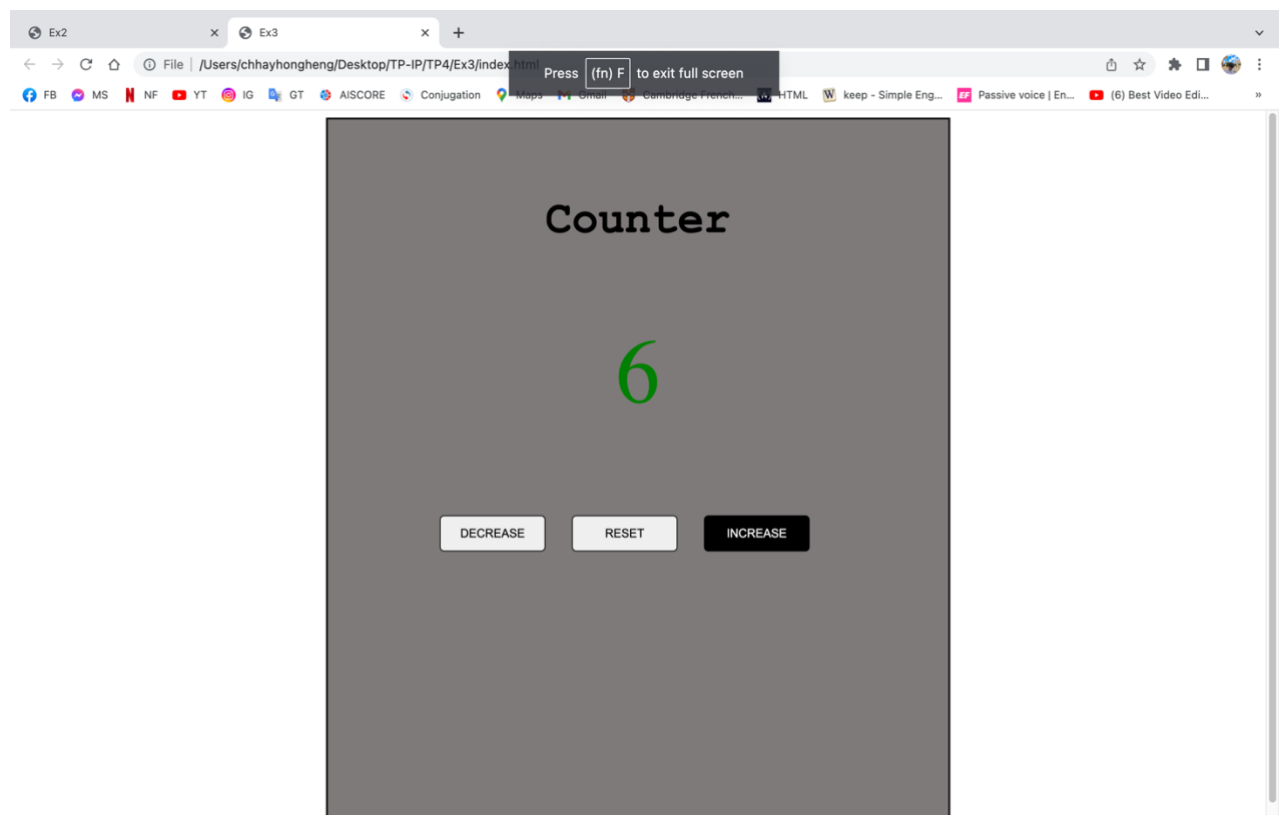 Ex2
Ex3
File /Users/chhayhongheng/Desktop/TP-IP/TP4/Ex3/index.html
Press (fn) F to exit full screen
FB MS NF YT IG GT AISCORE Conjugation Maps Gmail Cambridge French... HTML keep - Simple Eng... EF Passive voice | En... (6) Best Video Edi... »
Counter
6
DECREASE RESET INCREASE